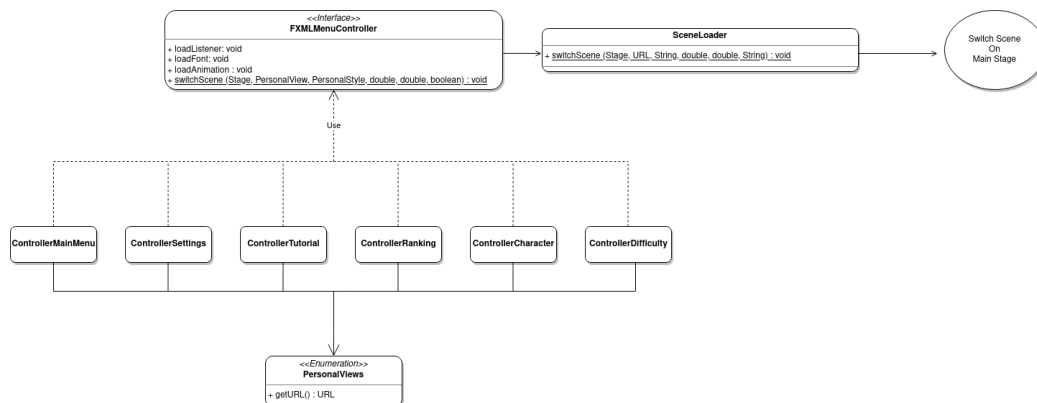 <<Interface>>
FXMLMenuController
+ loadListener: void
+ loadFont: void
+ loadAnimation : void
+ switchScene (Stage, PersonalView, PersonalStyle, double, double, boolean) : void
SceneLoader
+ switchScene (Stage, URL, String, double, double, String) : void
Switch Scene
On
Main Stage
Use
ControllerMainMenu
ControllerSettings
ControllerTutorial
ControllerRanking
ControllerCharacter
ControllerDifficulty
<<Enumeration>>
PersonalViews
+ getURL() : URL